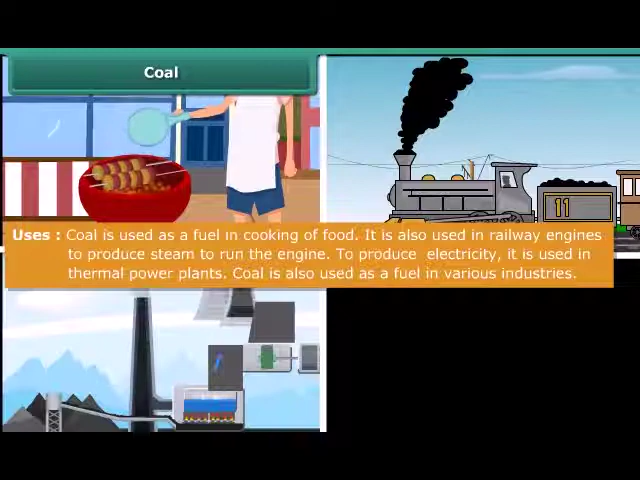 Coal
11
Uses : Coal is used as a fuel in cooking of food. It is also used in railway engines
to produce steam to run the engine. To produce electricity, it is used in
thermal power plants. Coal is also used as a fuel in various industries.